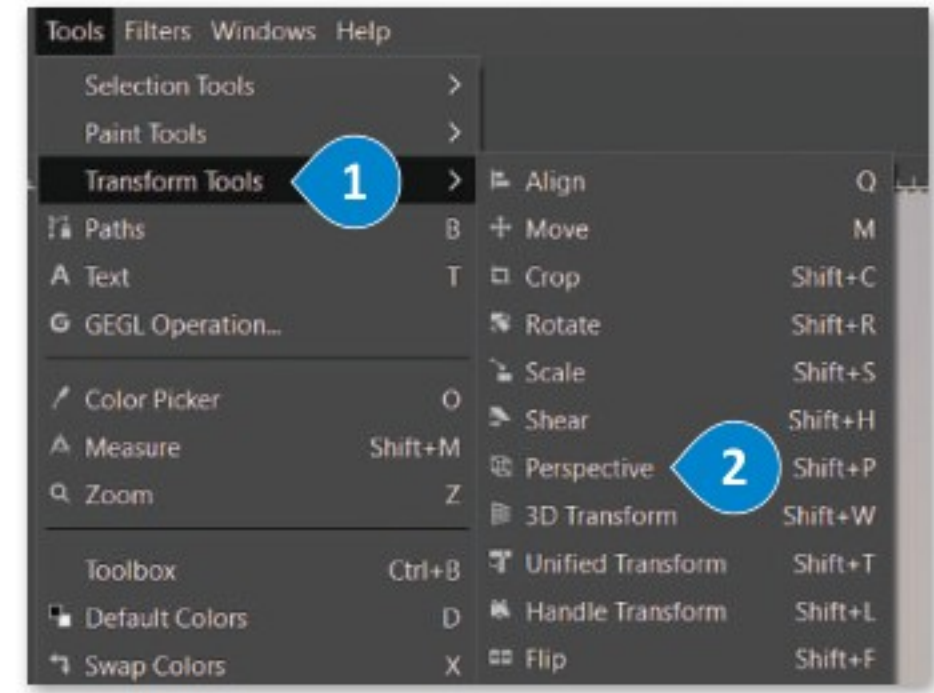 Tools Filters Windows Help
Selection Tools >
Paint Tools >
Transform Tools 1 >
Paths B
A Text T
GEGL Operation...
Color Picker O
Measure Shift+M
Zoom Z
Toolbox Ctrl+B
Default Colors D
Swap Colors X
Align Q
Move M
Crop Shift+C
Rotate Shift+R
Scale Shift+S
Shear Shift+H
Perspective 2 Shift+P
3D Transform Shift+W
Unified Transform Shift+T
Handle Transform Shift+L
Flip Shift+F